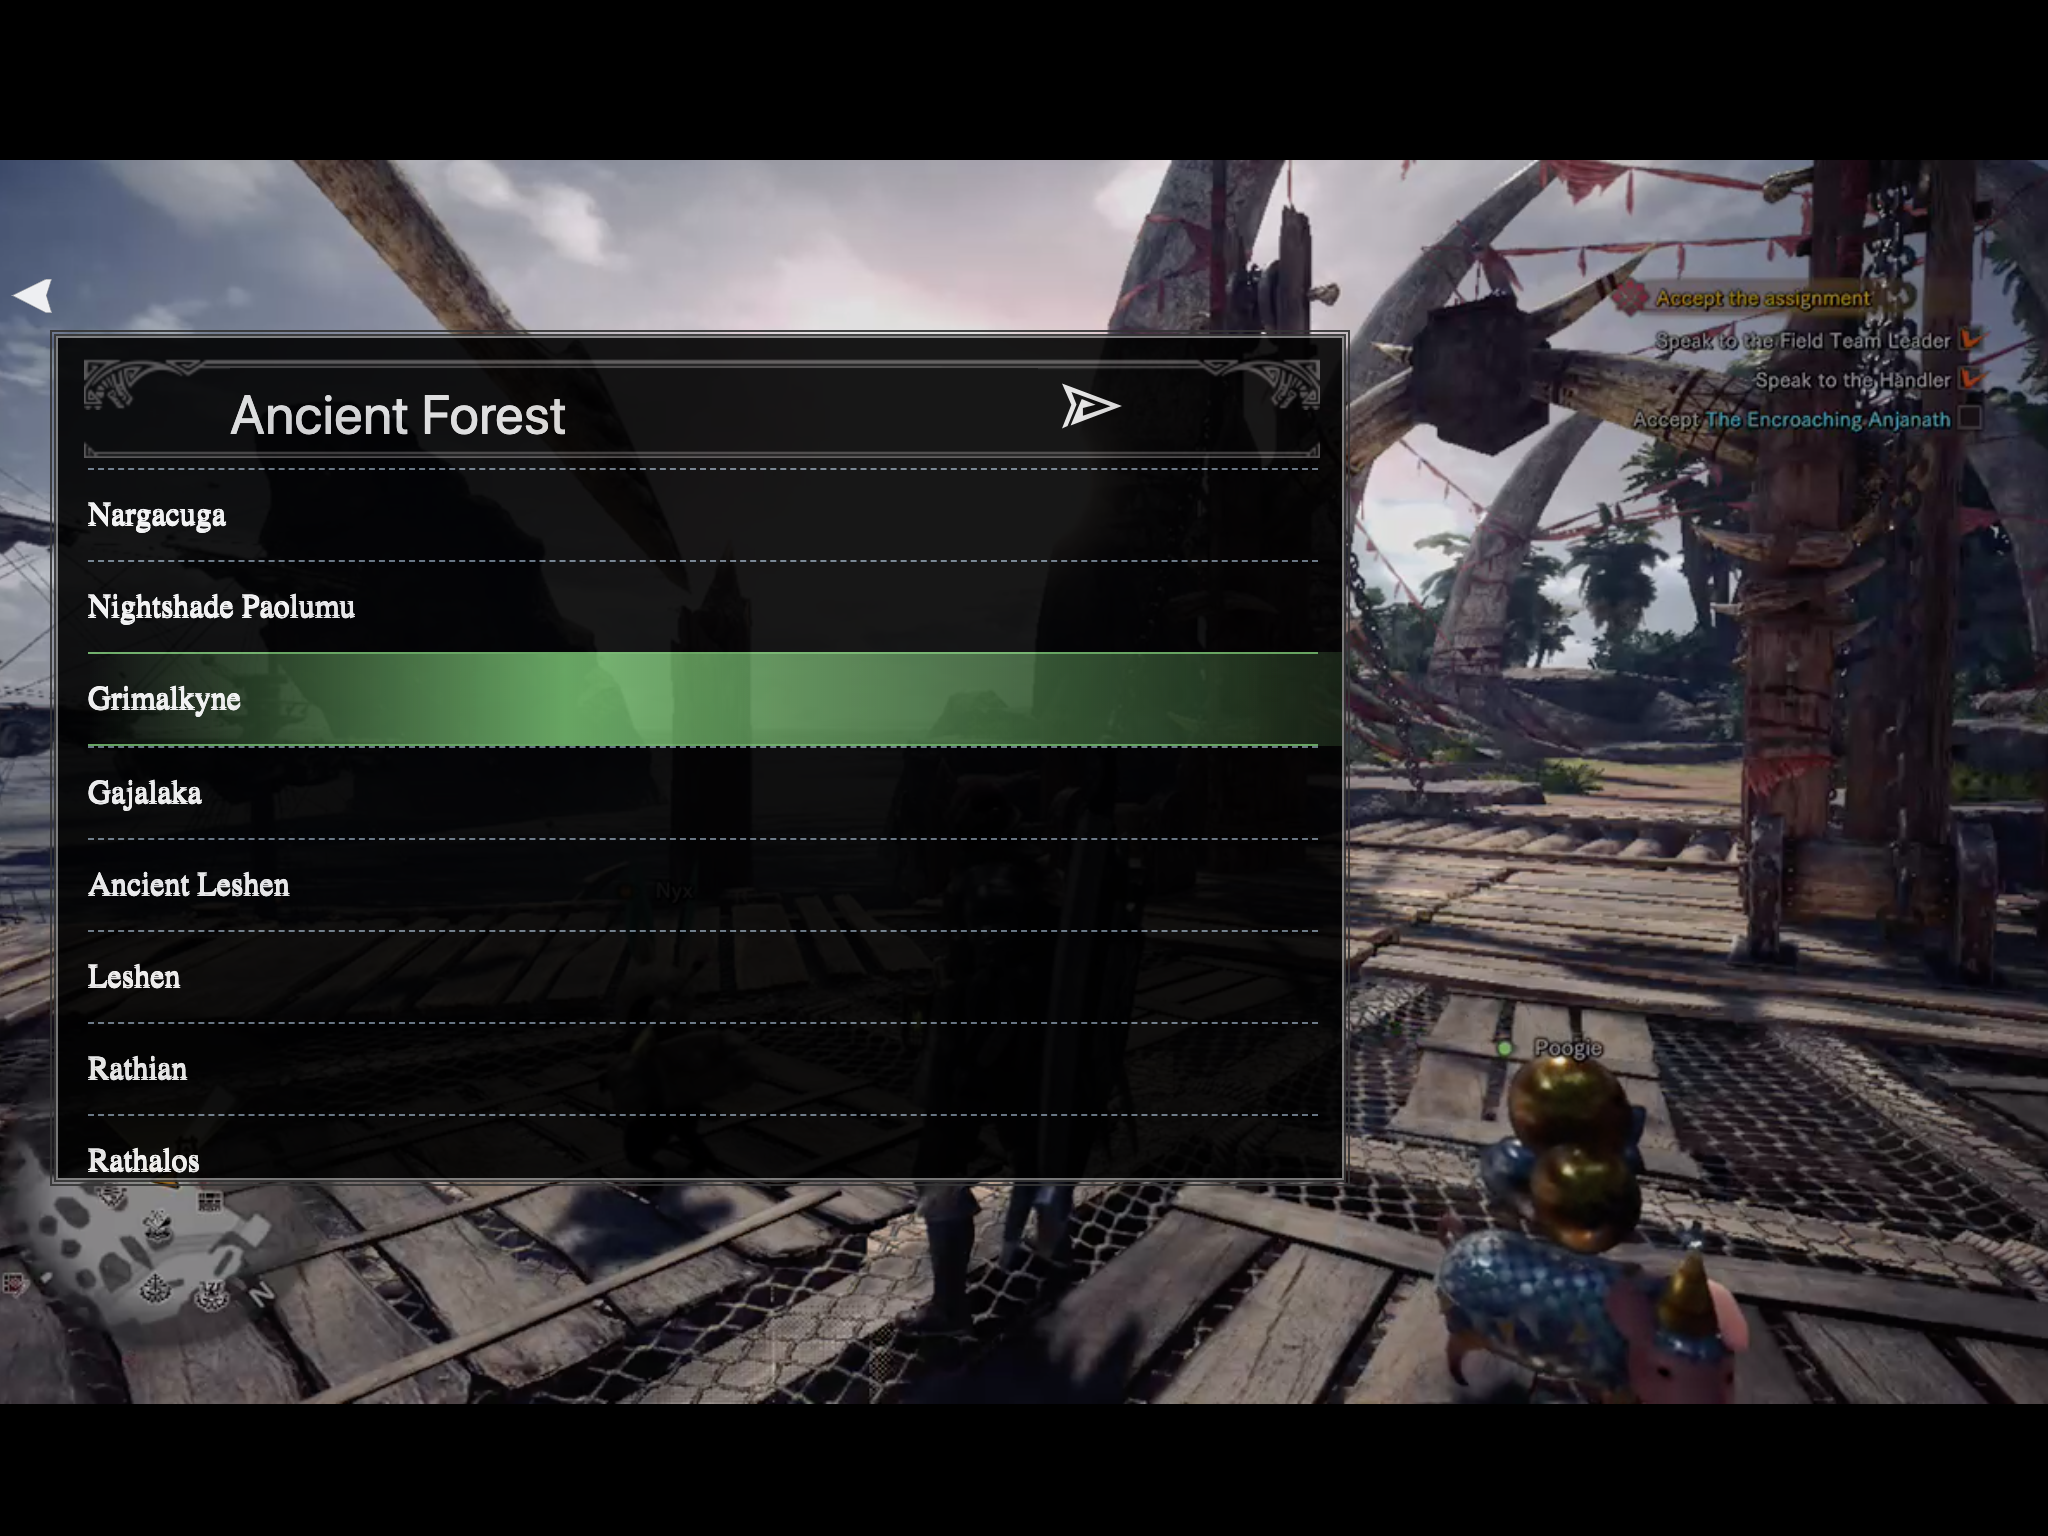 Accept the assignment
Speak to the Field Team Leader
Speak to the Handler
Accept The Encroaching Anjanath
Ancient Forest
Nargacuga
Nightshade Paolumu
Grimalkyne
Gajalaka
Ancient Leshen
Nyx
Leshen
Rathian
Poogie
Rathalos
N